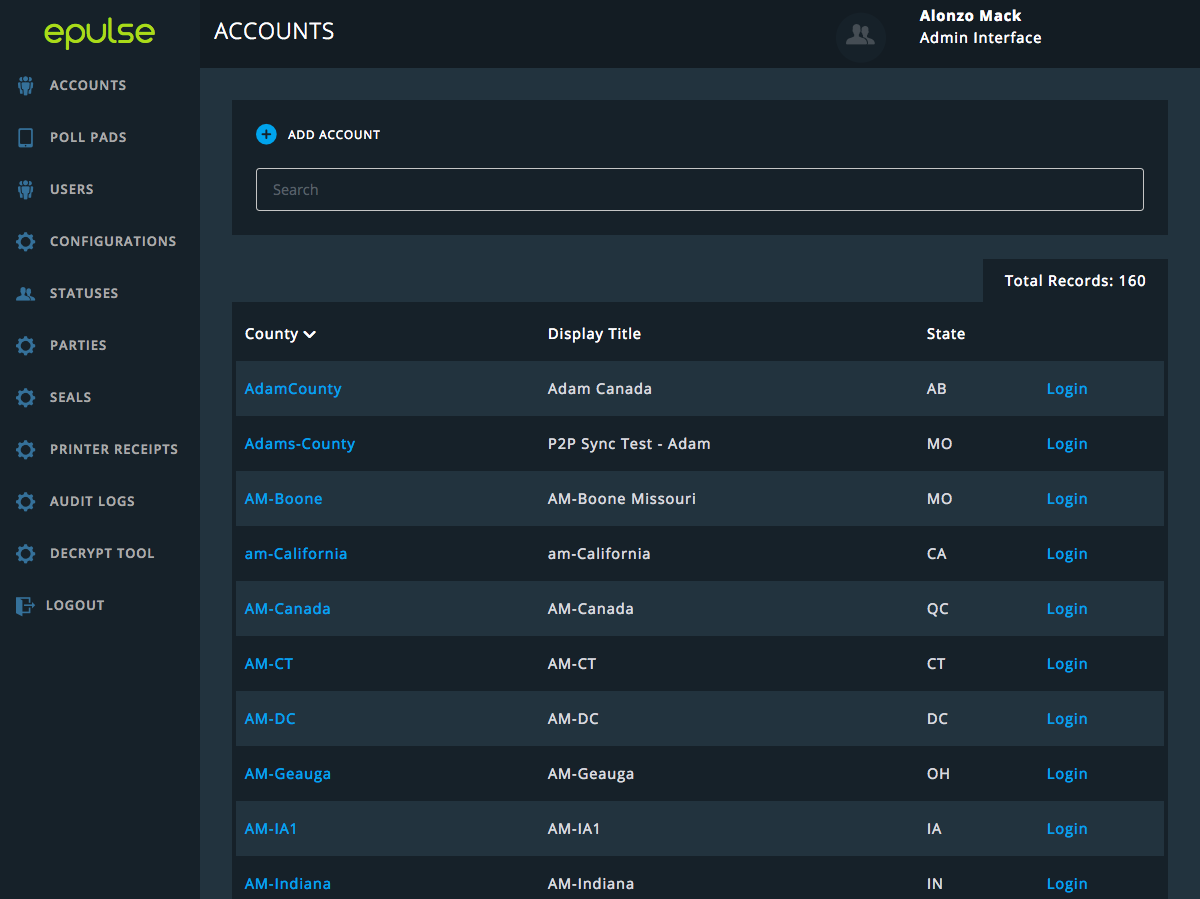 epulse
ACCOUNTS
Alonzo Mack
Admin Interface
ACCOUNTS
POLL PADS
USERS
CONFIGURATIONS
STATUSES
PARTIES
SEALS
PRINTER RECEIPTS
AUDIT LOGS
DECRYPT TOOL
LOGOUT
ADD ACCOUNT
Search
Total Records: 160
County Display Title State
AdamCounty Adam Canada AB Login
Adams-County P2P Sync Test - Adam MO Login
AM-Boone AM-Boone Missouri MO Login
am-California am-California CA Login
AM-Canada AM-Canada QC Login
AM-CT AM-CT CT Login
AM-DC AM-DC DC Login
AM-Geauga AM-Geauga OH Login
AM-IA1 AM-IA1 IA Login
AM-Indiana AM-Indiana IN Login